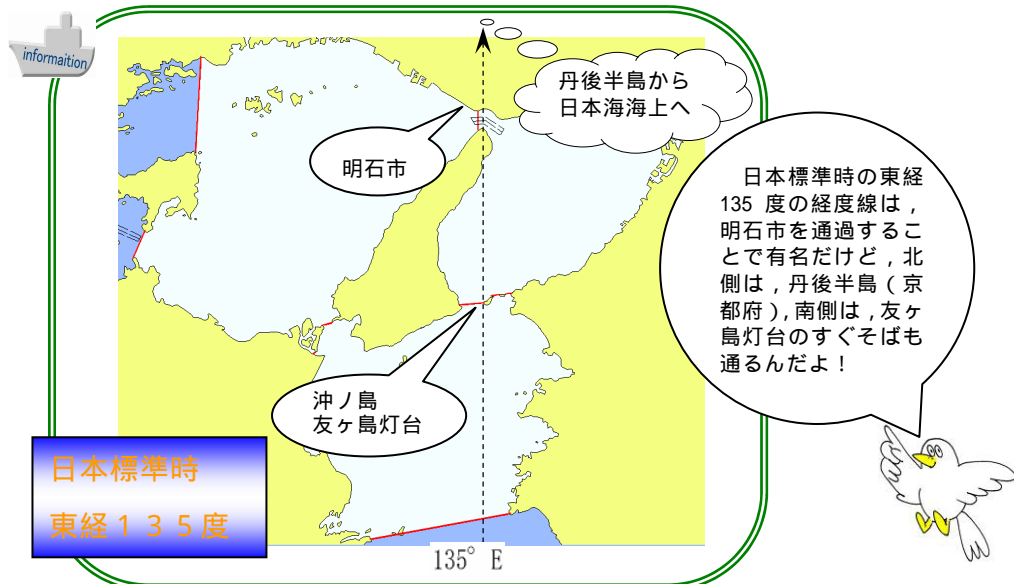 informaition
丹後半島から
日本海海上へ
明石市
日本標準時の東経
135 度の経度線は，
明石市を通過するこ
とで有名だけど，北
側は，丹後半島（京
都府），南側は，友ヶ
島灯台のすぐそばも
通るんだよ！
沖ノ島
友ヶ島灯台
日本標準時
東経１３５度
135° E